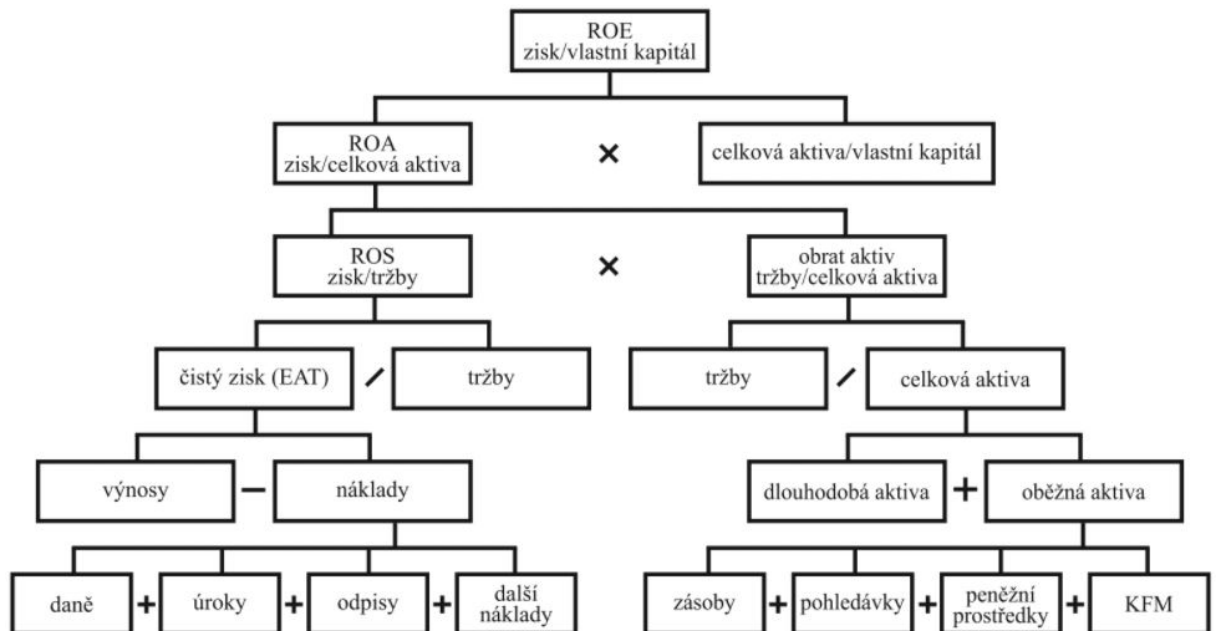 ROE
zisk/vlastní kapitál
ROA
zisk/celková aktiva
×
celková aktiva/vlastní kapitál
ROS
zisk/tržby
×
obrat aktiv
tržby/celková aktiva
čistý zisk (EAT) / tržby
tržby / celková aktiva
výnosy – náklady
dlouhodobá aktiva + oběžná aktiva
daně + úroky + odpisy + další
náklady
zásoby + pohledávky + peněžní
prostředky + KFM